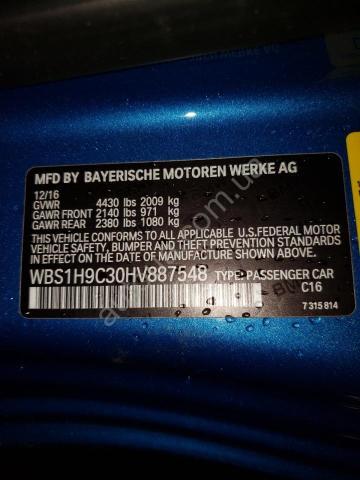 MFD BY BAYERISCHE MOTOREN WERKE AG
12/16
GVWR 4430 lbs 2009 kg
GAWR FRONT 2140 lbs 971 kg
GAWR REAR 2380 lbs 1080 kg
THIS VEHICLE CONFORMS TO ALL APPLICABLE U.S.FEDERAL MOTOR
VEHICLE SAFETY, BUMPER, AND THEFT PREVENTION STANDARDS IN
EFFECT ON THE DATE OF MANUFACTURE SHOWN ABOVE.
WBS1H9C30HV887548 TYPE: PASSENGER CAR
C16
7 315 814